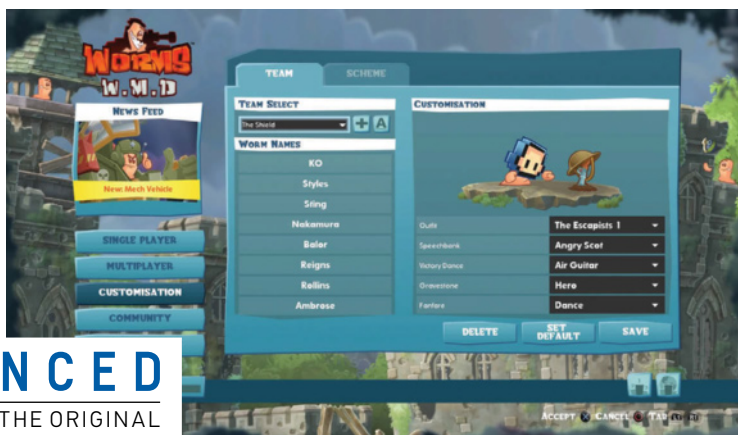 WORMS
W.M.D
NEWS FEED
New: Mech Vehicle
SINGLE PLAYER
MULTIPLAYER
CUSTOMISATION
COMMUNITY
TEAM
SCHEME
TEAM SELECT
The Shield
A
WORM NAMES
KO
Styles
Sting
Nakamura
Balor
Reigns
Rollins
Ambrose
CUSTOMISATION
Outfit The Escapists 1
Speechbank Angry Scot
Victory Dance Air Guitar
Gravestone Hero
Fanfare Dance
DELETE
SET DEFAULT
SAVE
ACCEPT CANCEL TAB
NCED
THE ORIGINAL